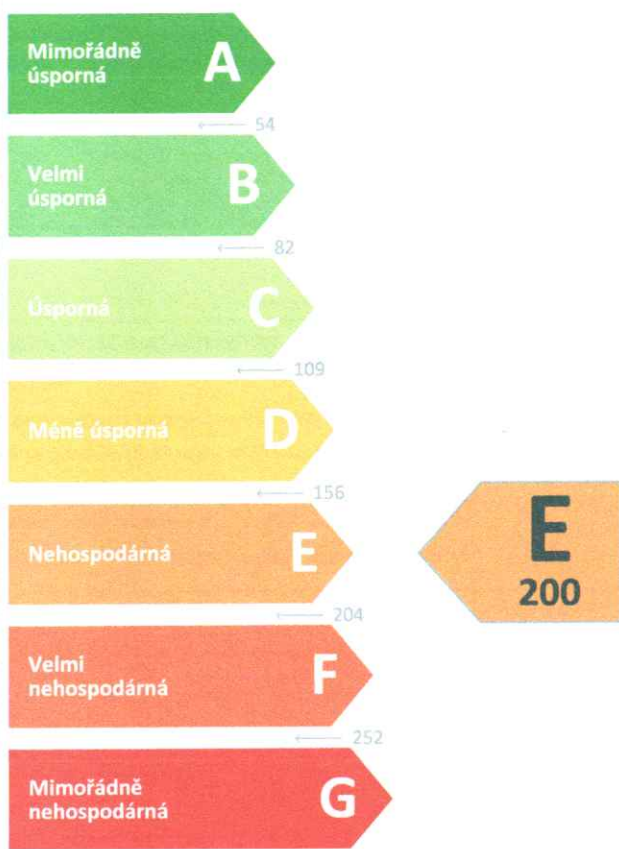 Mimořádně
úsporná
A
← 54
Velmi
úsporná
B
← 82
Úsporná
C
← 109
Méně úsporná
D
← 156
Nehospodárná
E
E
200
← 204
Velmi
nehospodárná
F
← 252
Mimořádně
nehospodárná
G